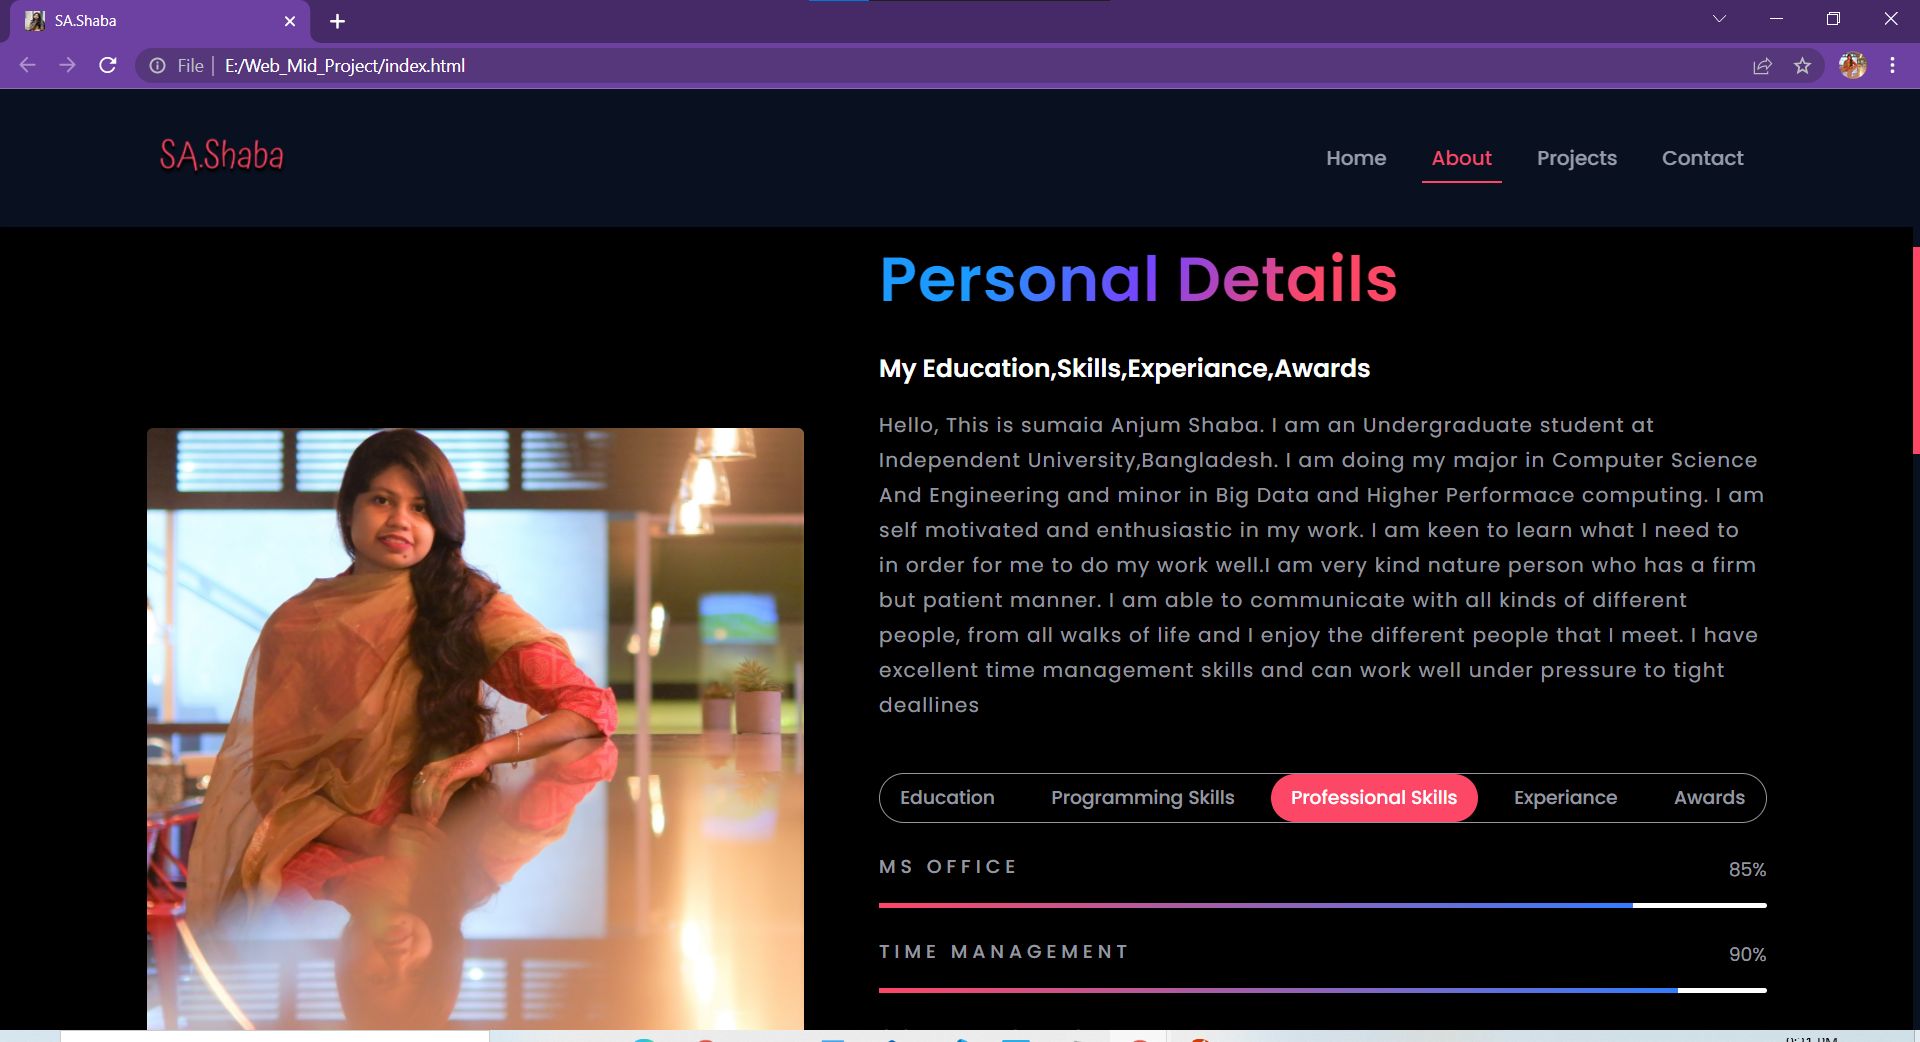 SA.Shaba
File | E:/Web_Mid_Project/index.html
SA.Shaba
Home About Projects Contact
Personal Details
My Education,Skills,Experiance,Awards
Hello, This is sumaia Anjum Shaba. I am an Undergraduate student at
Independent University,Bangladesh. I am doing my major in Computer Science
And Engineering and minor in Big Data and Higher Performace computing. I am
self motivated and enthusiastic in my work. I am keen to learn what I need to
in order for me to do my work well.I am very kind nature person who has a firm
but patient manner. I am able to communicate with all kinds of different
people, from all walks of life and I enjoy the different people that I meet. I have
excellent time management skills and can work well under pressure to tight
deallines
Education Programming Skills Professional Skills Experiance Awards
MS OFFICE 85%
TIME MANAGEMENT 90%